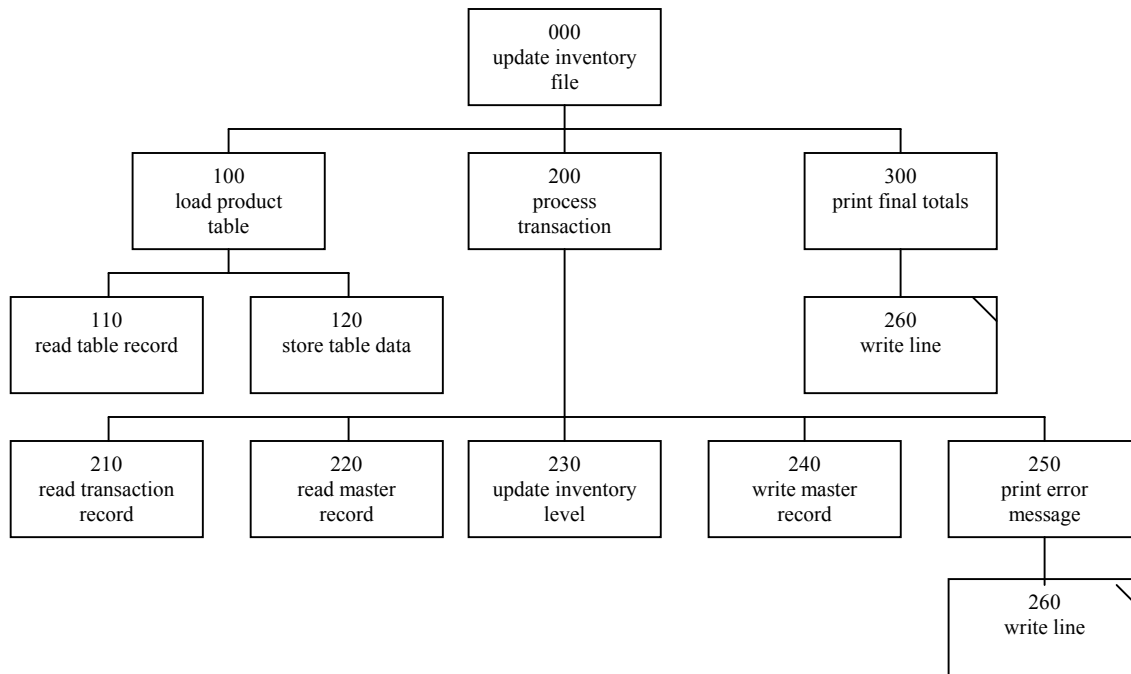 000
update inventory
file
100
load product
table
200
process
transaction
300
print final totals
110
read table record
120
store table data
260
write line
210
read transaction
record
220
read master
record
230
update inventory
level
240
write master
record
250
print error
message
260
write line